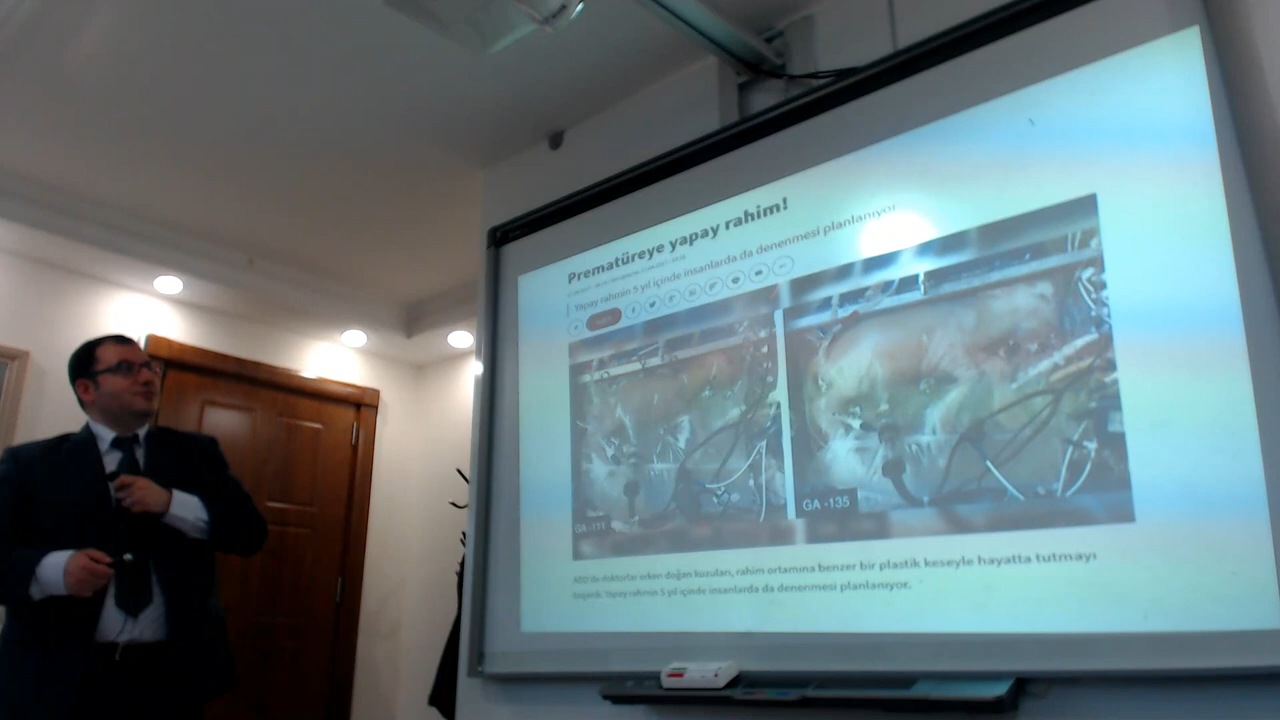 Prematüreye yapay rahim!
Yapay rahmin 5 yıl içinde insanlarda da denenmesi planlanıyor
GA -111
GA -135
ABD'de doktorlar erken doğan kuzuları, rahim ortamına benzer bir plastik keseyle hayatta tutmayı
başardı. Yapay rahmin 5 yıl içinde insanlarda da denenmesi planlanıyor.